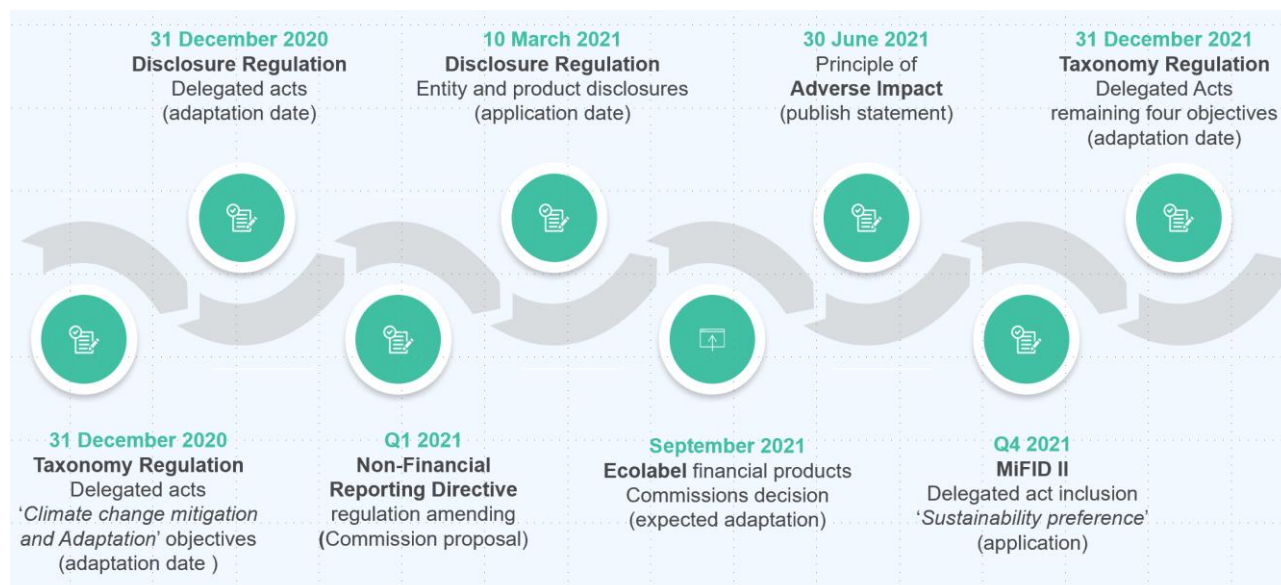 31 December 2020
Disclosure Regulation
Delegated acts
(adaptation date)
10 March 2021
Disclosure Regulation
Entity and product disclosures
(application date)
30 June 2021
Principle of
Adverse Impact
(publish statement)
31 December 2021
Taxonomy Regulation
Delegated Acts
remaining four objectives
(adaptation date)
31 December 2020
Taxonomy Regulation
Delegated acts
‘Climate change mitigation
and Adaptation’ objectives
(adaptation date )
Q1 2021
Non-Financial
Reporting Directive
regulation amending
(Commission proposal)
September 2021
Ecolabel financial products
Commissions decision
(expected adaptation)
Q4 2021
MiFID II
Delegated act inclusion
‘Sustainability preference’
(application)